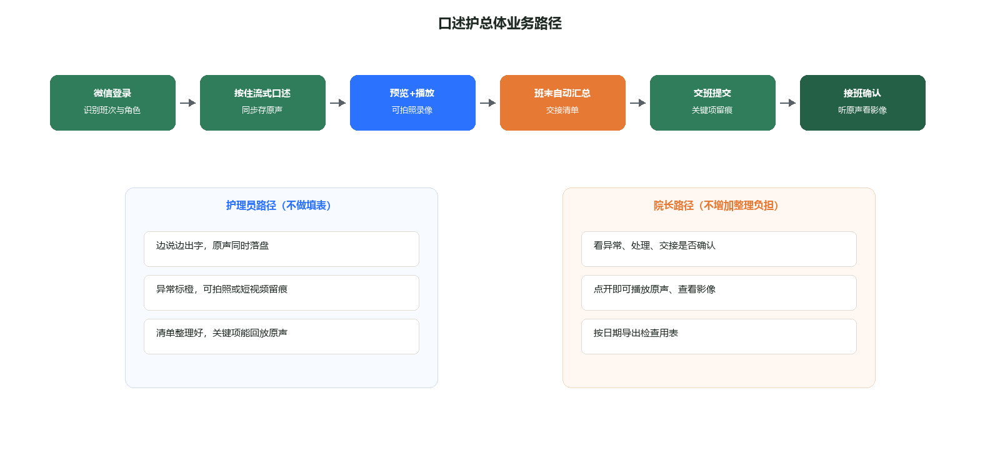 口述护总体业务路径
微信登录
识别班次与角色
按住流式口述
同步存原声
预览+播放
可拍照录像
班末自动汇总
交接清单
交班提交
关键项留痕
接班确认
听原声看影像
护理员路径（不做填表）
边说边出字，原声同时落盘
异常标橙，可拍照或短视频留痕
清单整理好，关键项能回放原声
院长路径（不增加整理负担）
看异常、处理、交接是否确认
点开即可播放原声、查看影像
按日期导出检查用表